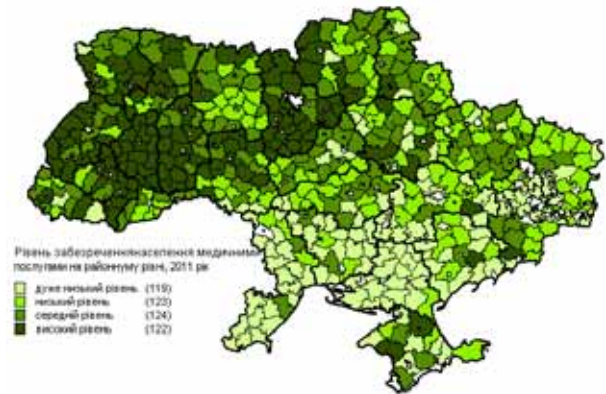 Рівень забезреченнянаселення медичними
послугами на районному рівні, 2011 рік
дуже низький рівень (119)
низький рівень (123)
середній рівень (124)
високий рівень (122)